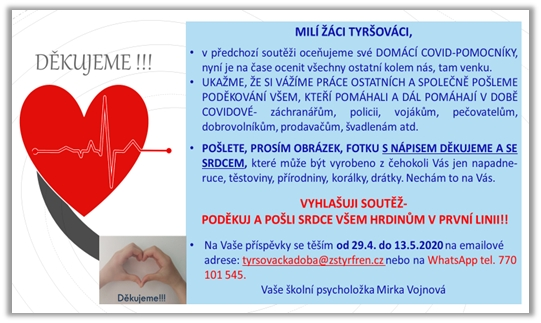 DĚKUJEME !!!
MILÍ ŽÁCI TYRŠOVÁCI,
• v předchozí soutěži oceňujeme své DOMÁCÍ COVID-POMOCNÍKY,
nyní je na čase ocenit všechny ostatní kolem nás, tam venku.
• UKAŽME, ŽE SI VÁŽÍME PRÁCE OSTATNÍCH A SPOLEČNĚ POŠLEME
PODĚKOVÁNÍ VŠEM, KTEŘÍ POMÁHALI A DÁL POMÁHAJÍ V DOBĚ
COVIDOVÉ- záchranářům, policii, vojákům, pečovatelům,
dobrovolníkům, prodavačům, švadlenám atd.
• POŠLETE, PROSÍM OBRÁZEK, FOTKU S NÁPISEM DĚKUJEME A SE
SRDCEM, které může být vyrobeno z čehokoli Vás jen napadne-
ruce, těstoviny, přírodniny, korálky, drátky. Nechám to na Vás.
VYHLAŠUJI SOUTĚŽ-
PODĚKUJ A POŠLI SRDCE VŠEM HRDINŮM V PRVNÍ LINII!!
• Na Vaše příspěvky se těším od 29.4. do 13.5.2020 na emailové
adrese: tyrsovackadoba@zstyrfren.cz nebo na WhatsApp tel. 770
101 545.
Vaše školní psycholožka Mirka Vojnová
Děkujeme!!!